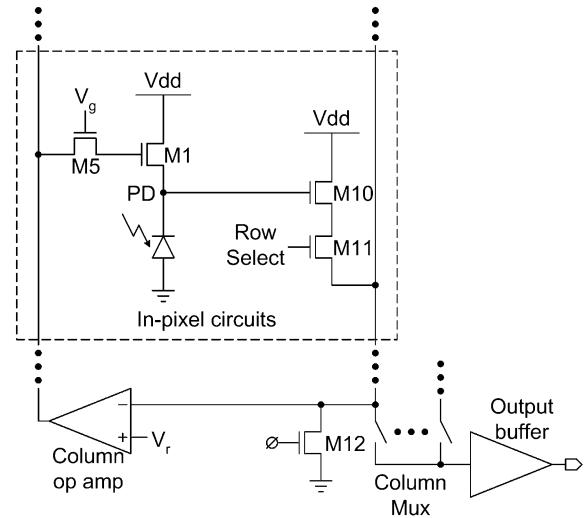 Vdd
Vg
M1
Vdd
M5
PD
M10
Row
Select
M11
In-pixel circuits
−
+
Vr
Column
op amp
ø
M12
Output
buffer
Column
Mux